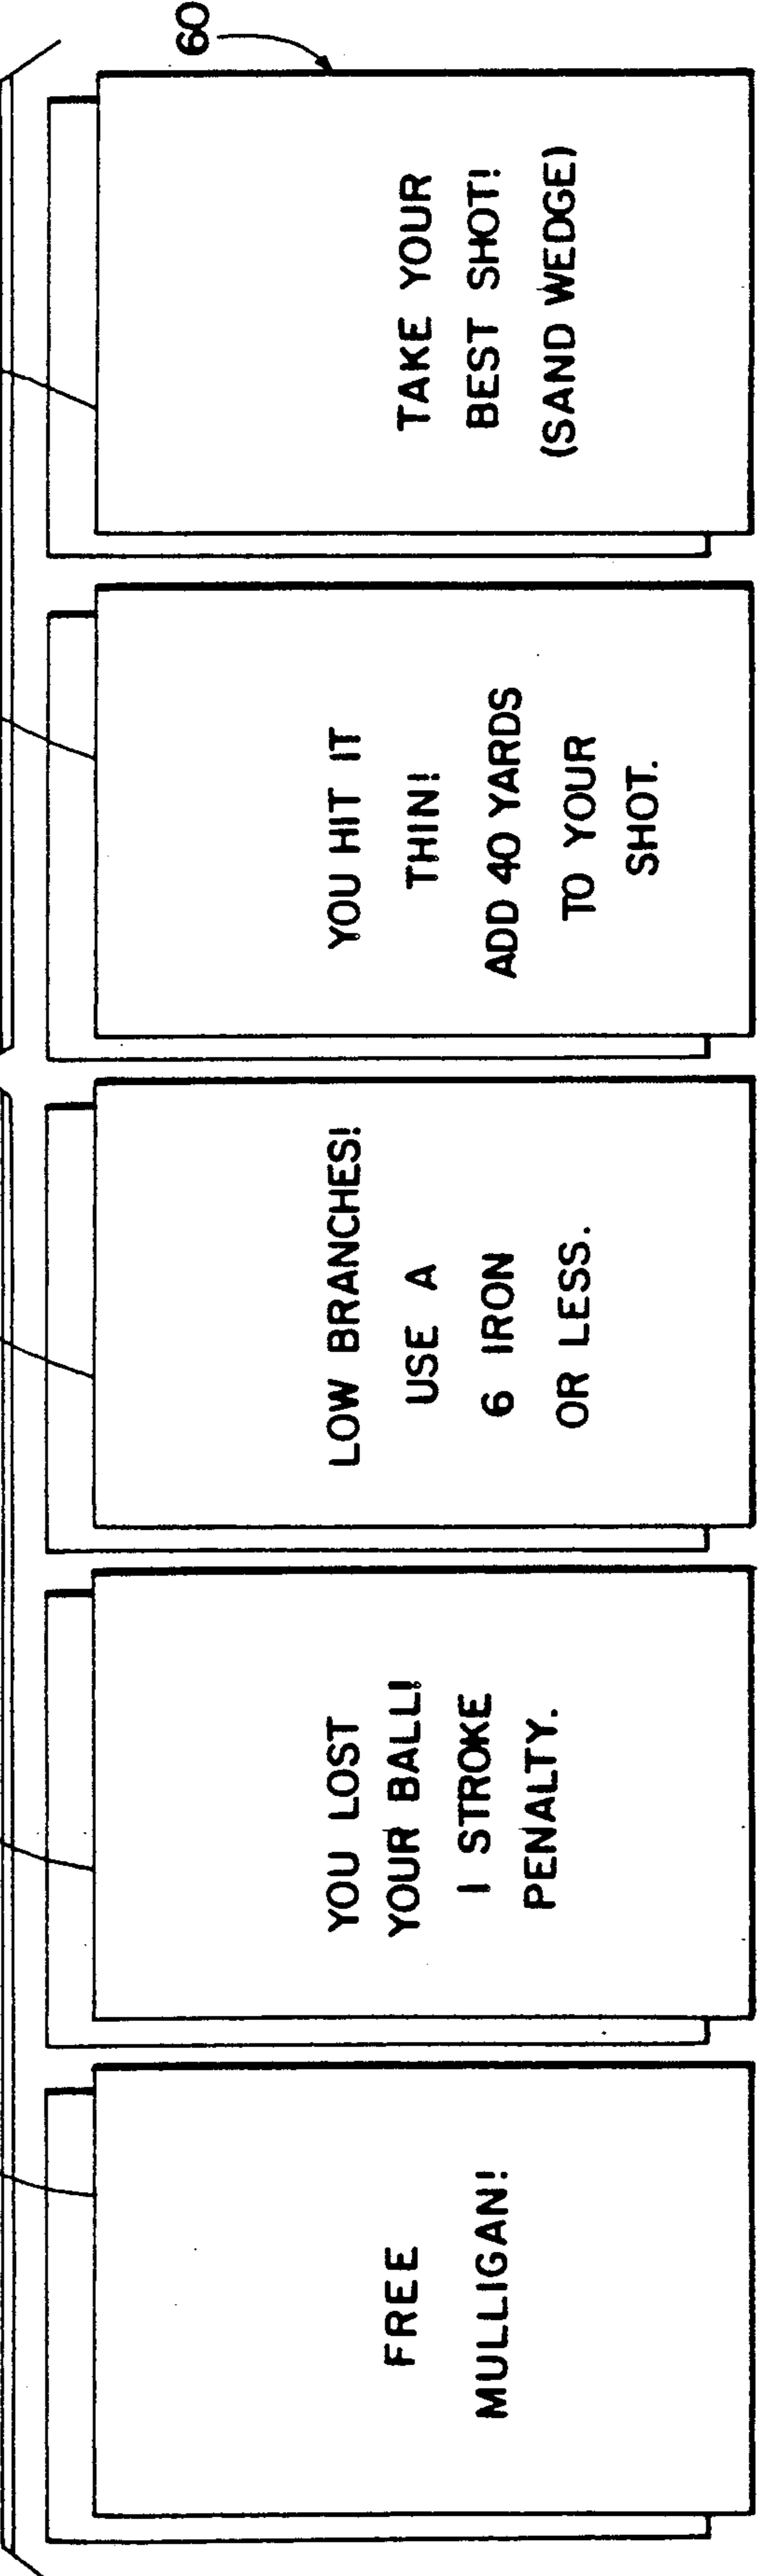 FREE
MULLIGAN!
YOU LOST
YOUR BALL!
1 STROKE
PENALTY.
LOW BRANCHES!
USE A
6 IRON
OR LESS.
YOU HIT IT
THIN!
ADD 40 YARDS
TO YOUR
SHOT.
TAKE YOUR
BEST SHOT!
(SAND WEDGE)
60